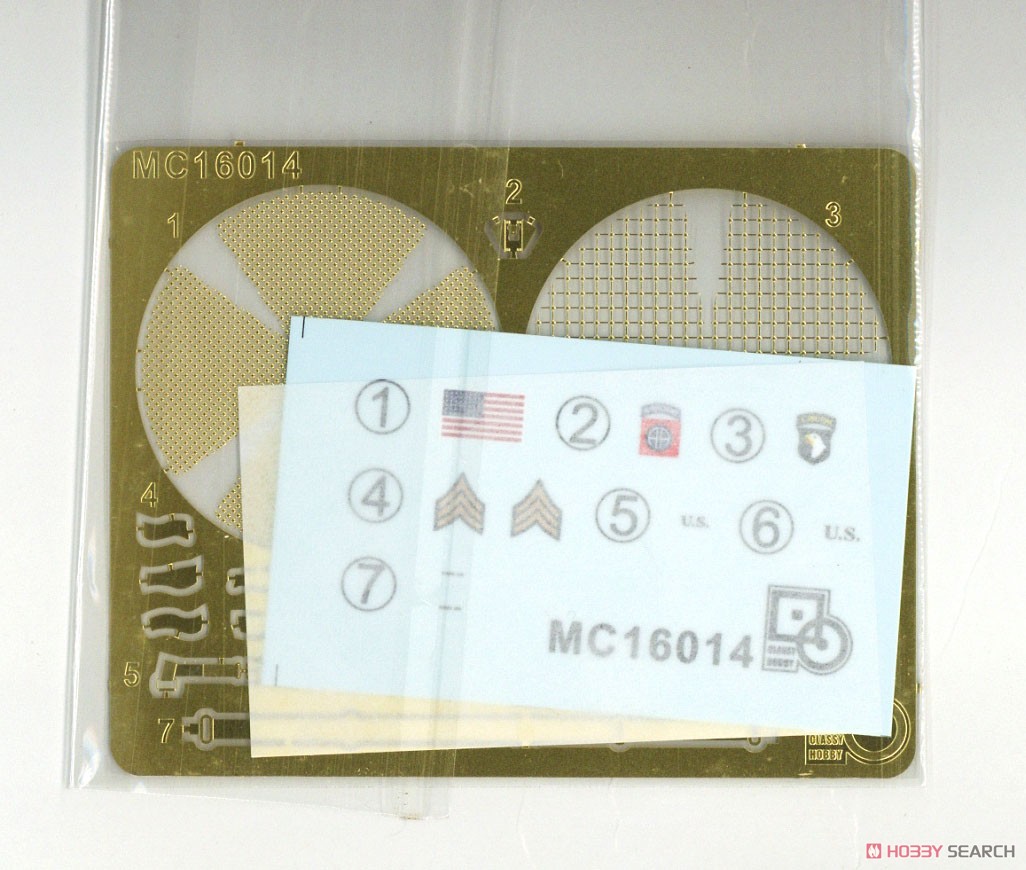 MC16014
1
2
3
① ② ③
④ ⑤ U.S. ⑥ U.S.
⑦
MC16014
CLASSY
HOBBY
4
5
7
CLASSY
HOBBY
HOBBY SEARCH